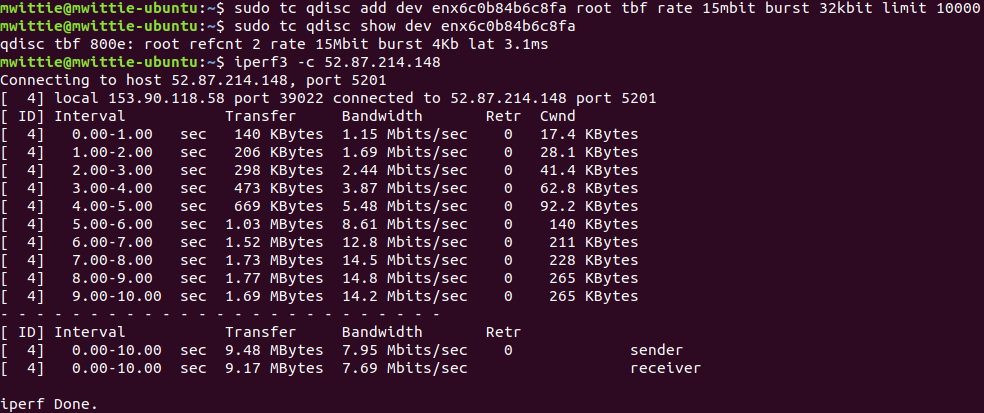 mwittie@mwittie-ubuntu:~$ sudo tc qdisc add dev enx6c0b84b6c8fa root tbf rate 15mbit burst 32kbit limit 10000
mwittie@mwittie-ubuntu:~$ sudo tc qdisc show dev enx6c0b84b6c8fa
qdisc tbf 800e: root refcnt 2 rate 15Mbit burst 4Kb lat 3.1ms
mwittie@mwittie-ubuntu:~$ iperf3 -c 52.87.214.148
Connecting to host 52.87.214.148, port 5201
[  4] local 153.90.118.58 port 39022 connected to 52.87.214.148 port 5201
[ ID] Interval           Transfer     Bandwidth       Retr  Cwnd
[  4]   0.00-1.00   sec   140 KBytes  1.15 Mbits/sec    0   17.4 KBytes
[  4]   1.00-2.00   sec   206 KBytes  1.69 Mbits/sec    0   28.1 KBytes
[  4]   2.00-3.00   sec   298 KBytes  2.44 Mbits/sec    0   41.4 KBytes
[  4]   3.00-4.00   sec   473 KBytes  3.87 Mbits/sec    0   62.8 KBytes
[  4]   4.00-5.00   sec   669 KBytes  5.48 Mbits/sec    0   92.2 KBytes
[  4]   5.00-6.00   sec  1.03 MBytes  8.61 Mbits/sec    0    140 KBytes
[  4]   6.00-7.00   sec  1.52 MBytes  12.8 Mbits/sec    0    211 KBytes
[  4]   7.00-8.00   sec  1.73 MBytes  14.5 Mbits/sec    0    228 KBytes
[  4]   8.00-9.00   sec  1.77 MBytes  14.8 Mbits/sec    0    265 KBytes
[  4]   9.00-10.00  sec  1.69 MBytes  14.2 Mbits/sec    0    265 KBytes
- - - - - - - - - - - - - - - - - - - - - - - - -
[ ID] Interval           Transfer     Bandwidth       Retr
[  4]   0.00-10.00  sec  9.48 MBytes  7.95 Mbits/sec    0             sender
[  4]   0.00-10.00  sec  9.17 MBytes  7.69 Mbits/sec                  receiver
iperf Done.